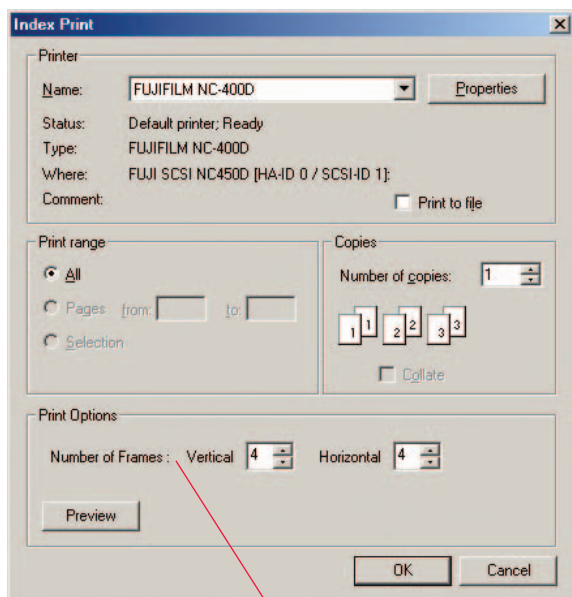 Index Print
Printer
Name: FUJIFILM NC-400D Properties
Status: Default printer; Ready
Type: FUJIFILM NC-400D
Where: FUJI SCSI NC450D [HA-ID 0 / SCSI-ID 1]:
Comment: Print to file
Print range
All
Pages from: to:
Selection
Copies
Number of copies: 1
1 1 2 2 3 3
Collate
Print Options
Number of Frames : Vertical 4 Horizontal 4
Preview
OK Cancel